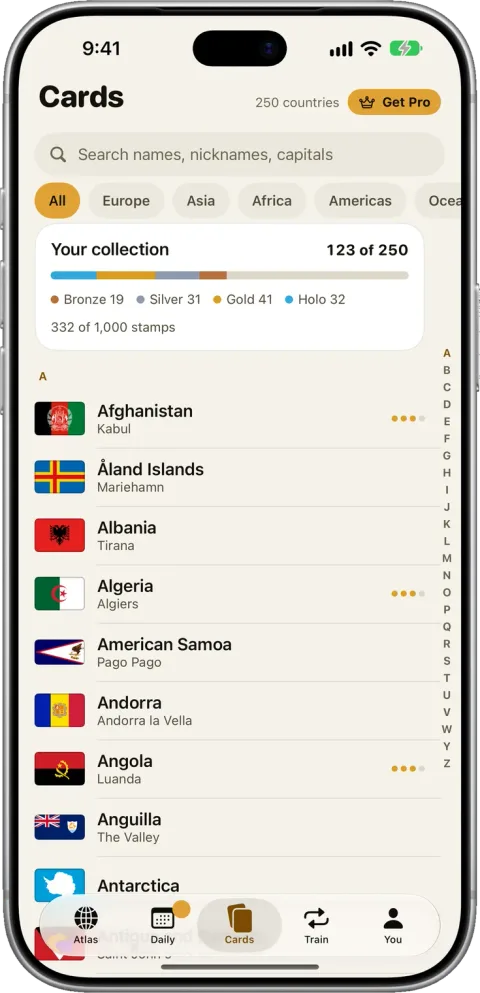 9:41
Cards
250 countries
Get Pro
Search names, nicknames, capitals
All Europe Asia Africa Americas Ocea
Your collection 123 of 250
Bronze 19 Silver 31 Gold 41 Holo 32
332 of 1,000 stamps
A
Afghanistan
Kabul
Åland Islands
Mariehamn
Albania
Tirana
Algeria
Algiers
American Samoa
Pago Pago
Andorra
Andorra la Vella
Angola
Luanda
Anguilla
The Valley
Antarctica
A
B
C
D
E
F
G
H
I
J
K
L
M
N
O
P
Q
R
S
T
U
V
W
Y
Z
Atlas Daily Cards Train You